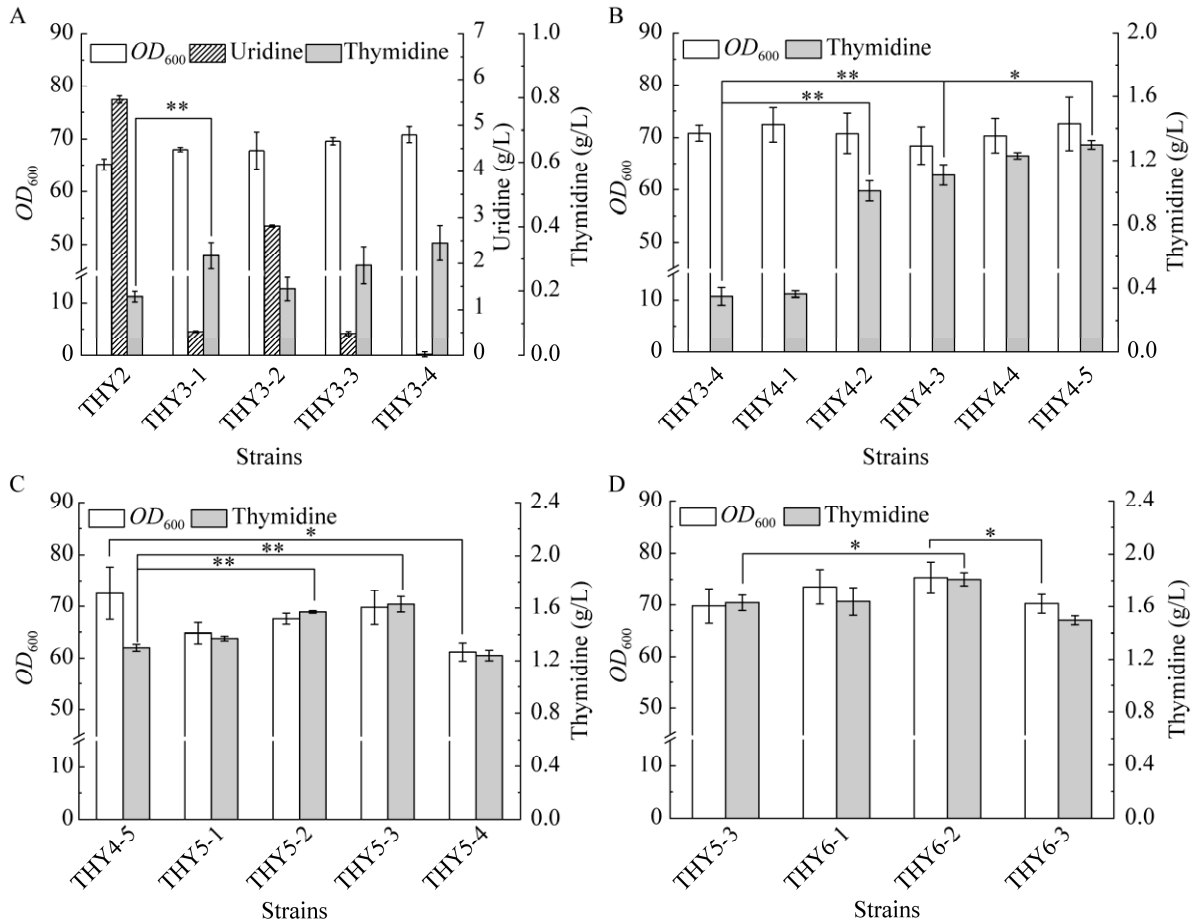 A
OD600 Uridine Thymidine
**
90
80
70
60
50
10
0
OD600
7
6
5
4
3
2
1
0
Uridine (g/L)
1.0
0.8
0.6
0.4
0.2
0.0
Thymidine (g/L)
THY2 THY3-1 THY3-2 THY3-3 THY3-4
Strains
B
OD600 Thymidine
** *
**
90
80
70
60
50
10
0
OD600
2.0
1.6
1.2
0.8
0.4
0.0
Thymidine (g/L)
THY3-4 THY4-1 THY4-2 THY4-3 THY4-4 THY4-5
Strains
C
OD600 Thymidine
*
**
**
90
80
70
60
50
10
0
OD600
2.4
2.0
1.6
1.2
0.8
0.4
0.0
Thymidine (g/L)
THY4-5 THY5-1 THY5-2 THY5-3 THY5-4
Strains
D
OD600 Thymidine
* *
90
80
70
60
50
10
0
OD600
2.4
2.0
1.6
1.2
0.8
0.4
0.0
Thymidine (g/L)
THY5-3 THY6-1 THY6-2 THY6-3
Strains